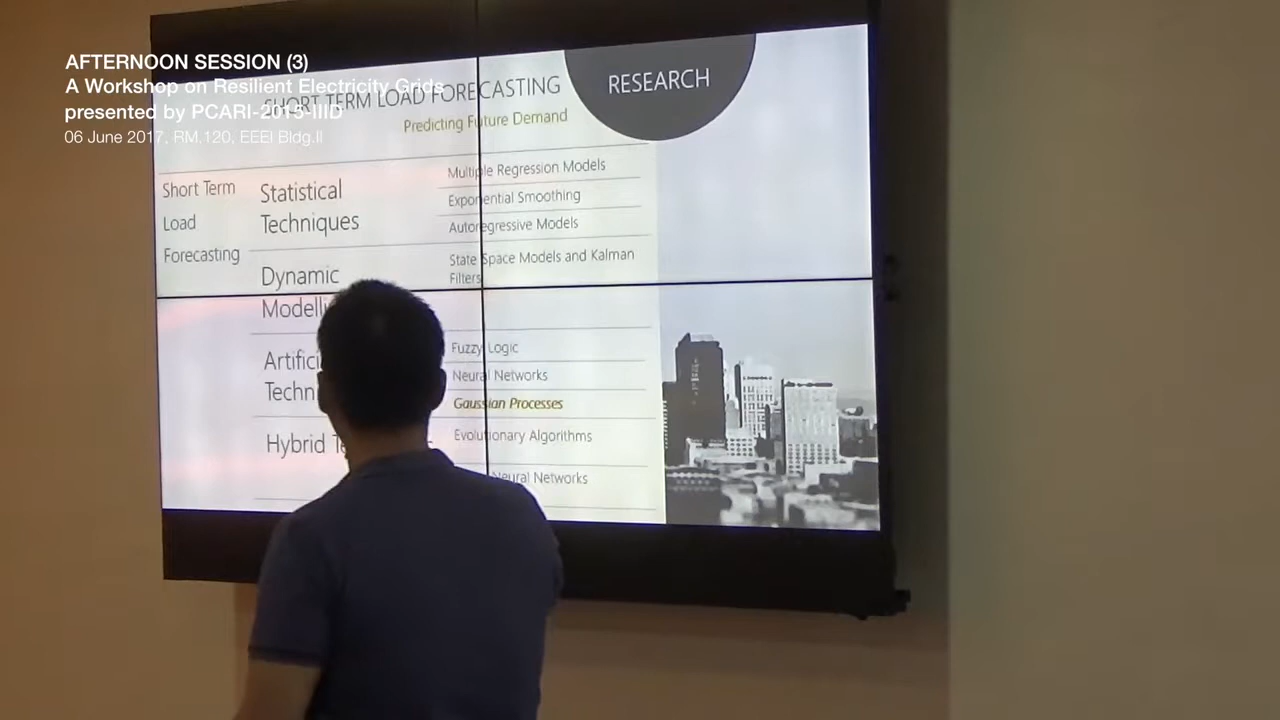 AFTERNOON SESSION (3)
A Workshop on Resilient Electricity Grids
presented by PCARI-2015-IIID
06 June 2017, RM.120, EEEI Bldg.II
SHORT TERM LOAD FORECASTING
Predicting Future Demand
RESEARCH
Short Term
Load
Forecasting
Statistical
Techniques
Multiple Regression Models
Exponential Smoothing
Autoregressive Models
Dynamic
State Space Models and Kalman
Filters
Fuzzy Logic
Neural Networks
Gaussian Processes
Hybrid
Evolutionary Algorithms
Neural Networks